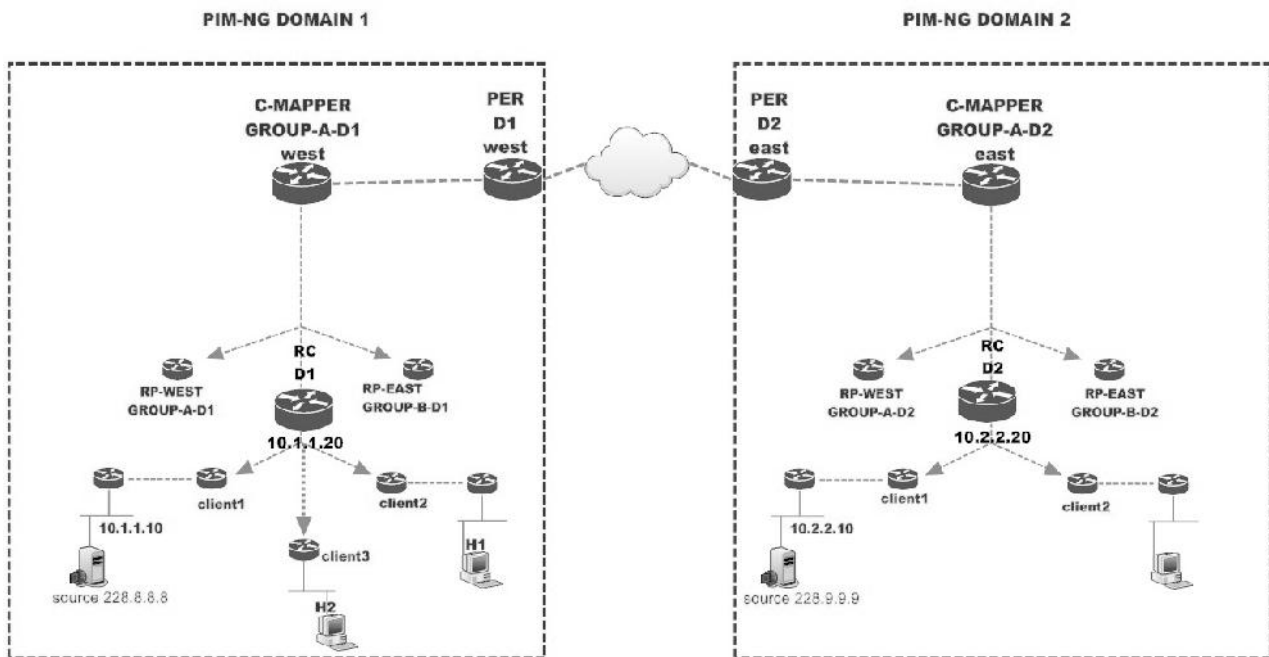 PIM-NG DOMAIN 1
PIM-NG DOMAIN 2
C-MAPPER
GROUP-A-D1
west
PER
D1
west
PER
D2
east
C-MAPPER
GROUP-A-D2
east
RP-WEST
GROUP-A-D1
RC
D1
RP-EAST
GROUP-B-D1
10.1.1.20
client1
client2
10.1.1.10
client3
H1
source 228.8.8.8
H2
RP-WEST
GROUP-A-D2
RC
D2
RP-EAST
GROUP-B-D2
10.2.2.20
client1
client2
10.2.2.10
source 228.9.9.9